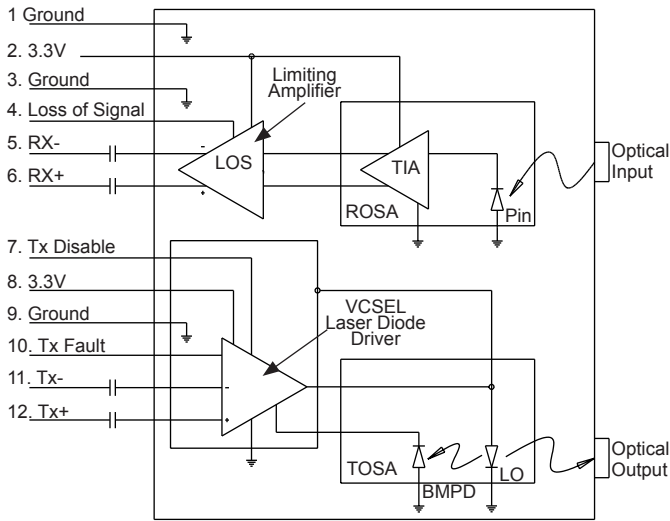 1 Ground
2. 3.3V
3. Ground
4. Loss of Signal
5. RX-
6. RX+
Limiting
Amplifier
-
LOS
+
TIA
ROSA
Pin
Optical
Input
7. Tx Disable
8. 3.3V
9. Ground
10. Tx Fault
11. Tx-
12. Tx+
VCSEL
Laser Diode
Driver
-
+
TOSA
BMPD
LO
Optical
Output